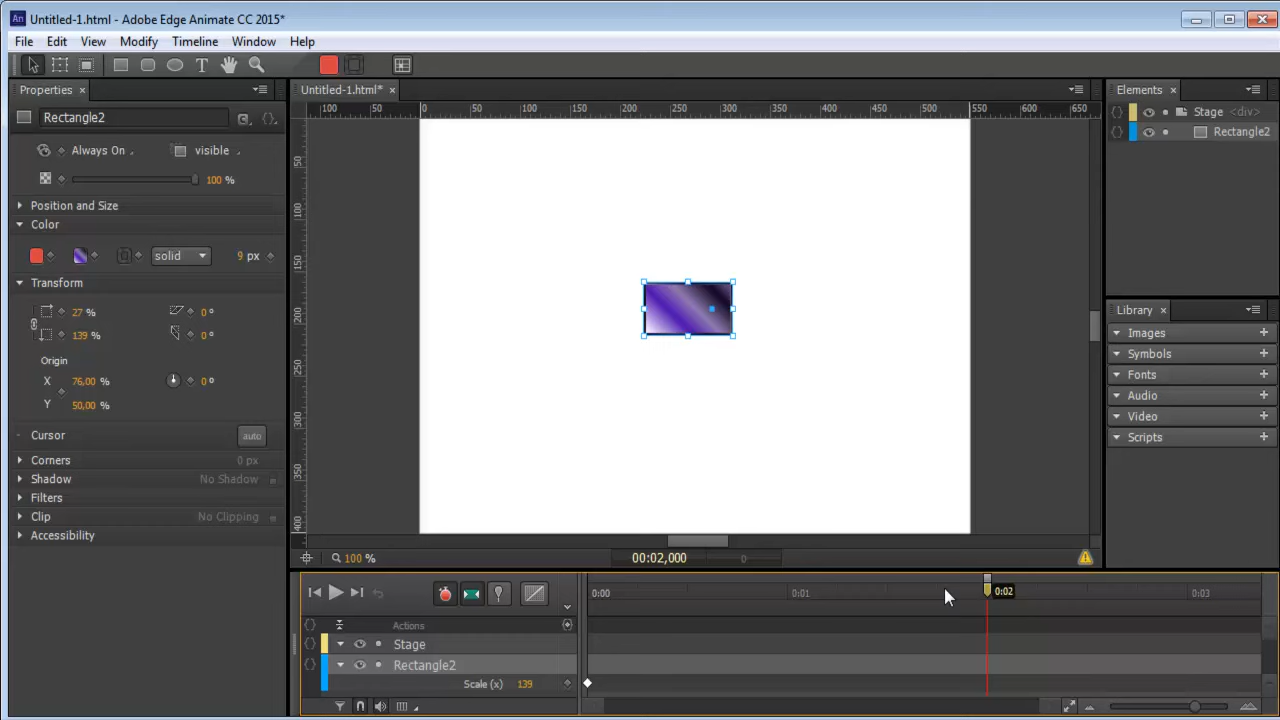 Untitled-1.html - Adobe Edge Animate CC 2015*
File Edit View Modify Timeline Window Help
Properties
Untitled-1.html*
Elements
100 50 0 50 100 150 200 250 300 350 400 450 500 550 600 650
Rectangle2
Stage <div>
Rectangle2
Always On
visible
100 %
Position and Size
Color
solid
9 px
Transform
27 %
0º
139 %
0º
Origin
X 76,00 %
0º
Y 50,00 %
Cursor
auto
Corners
0 px
Shadow
No Shadow
Filters
Clip
No Clipping
Accessibility
50
100
150
200
250
300
350
400
Library
Images
Symbols
Fonts
Audio
Video
Scripts
100 %
00:02,000
0:00
0:01
0:02
0:03
Actions
Stage
Rectangle2
Scale (x) 139